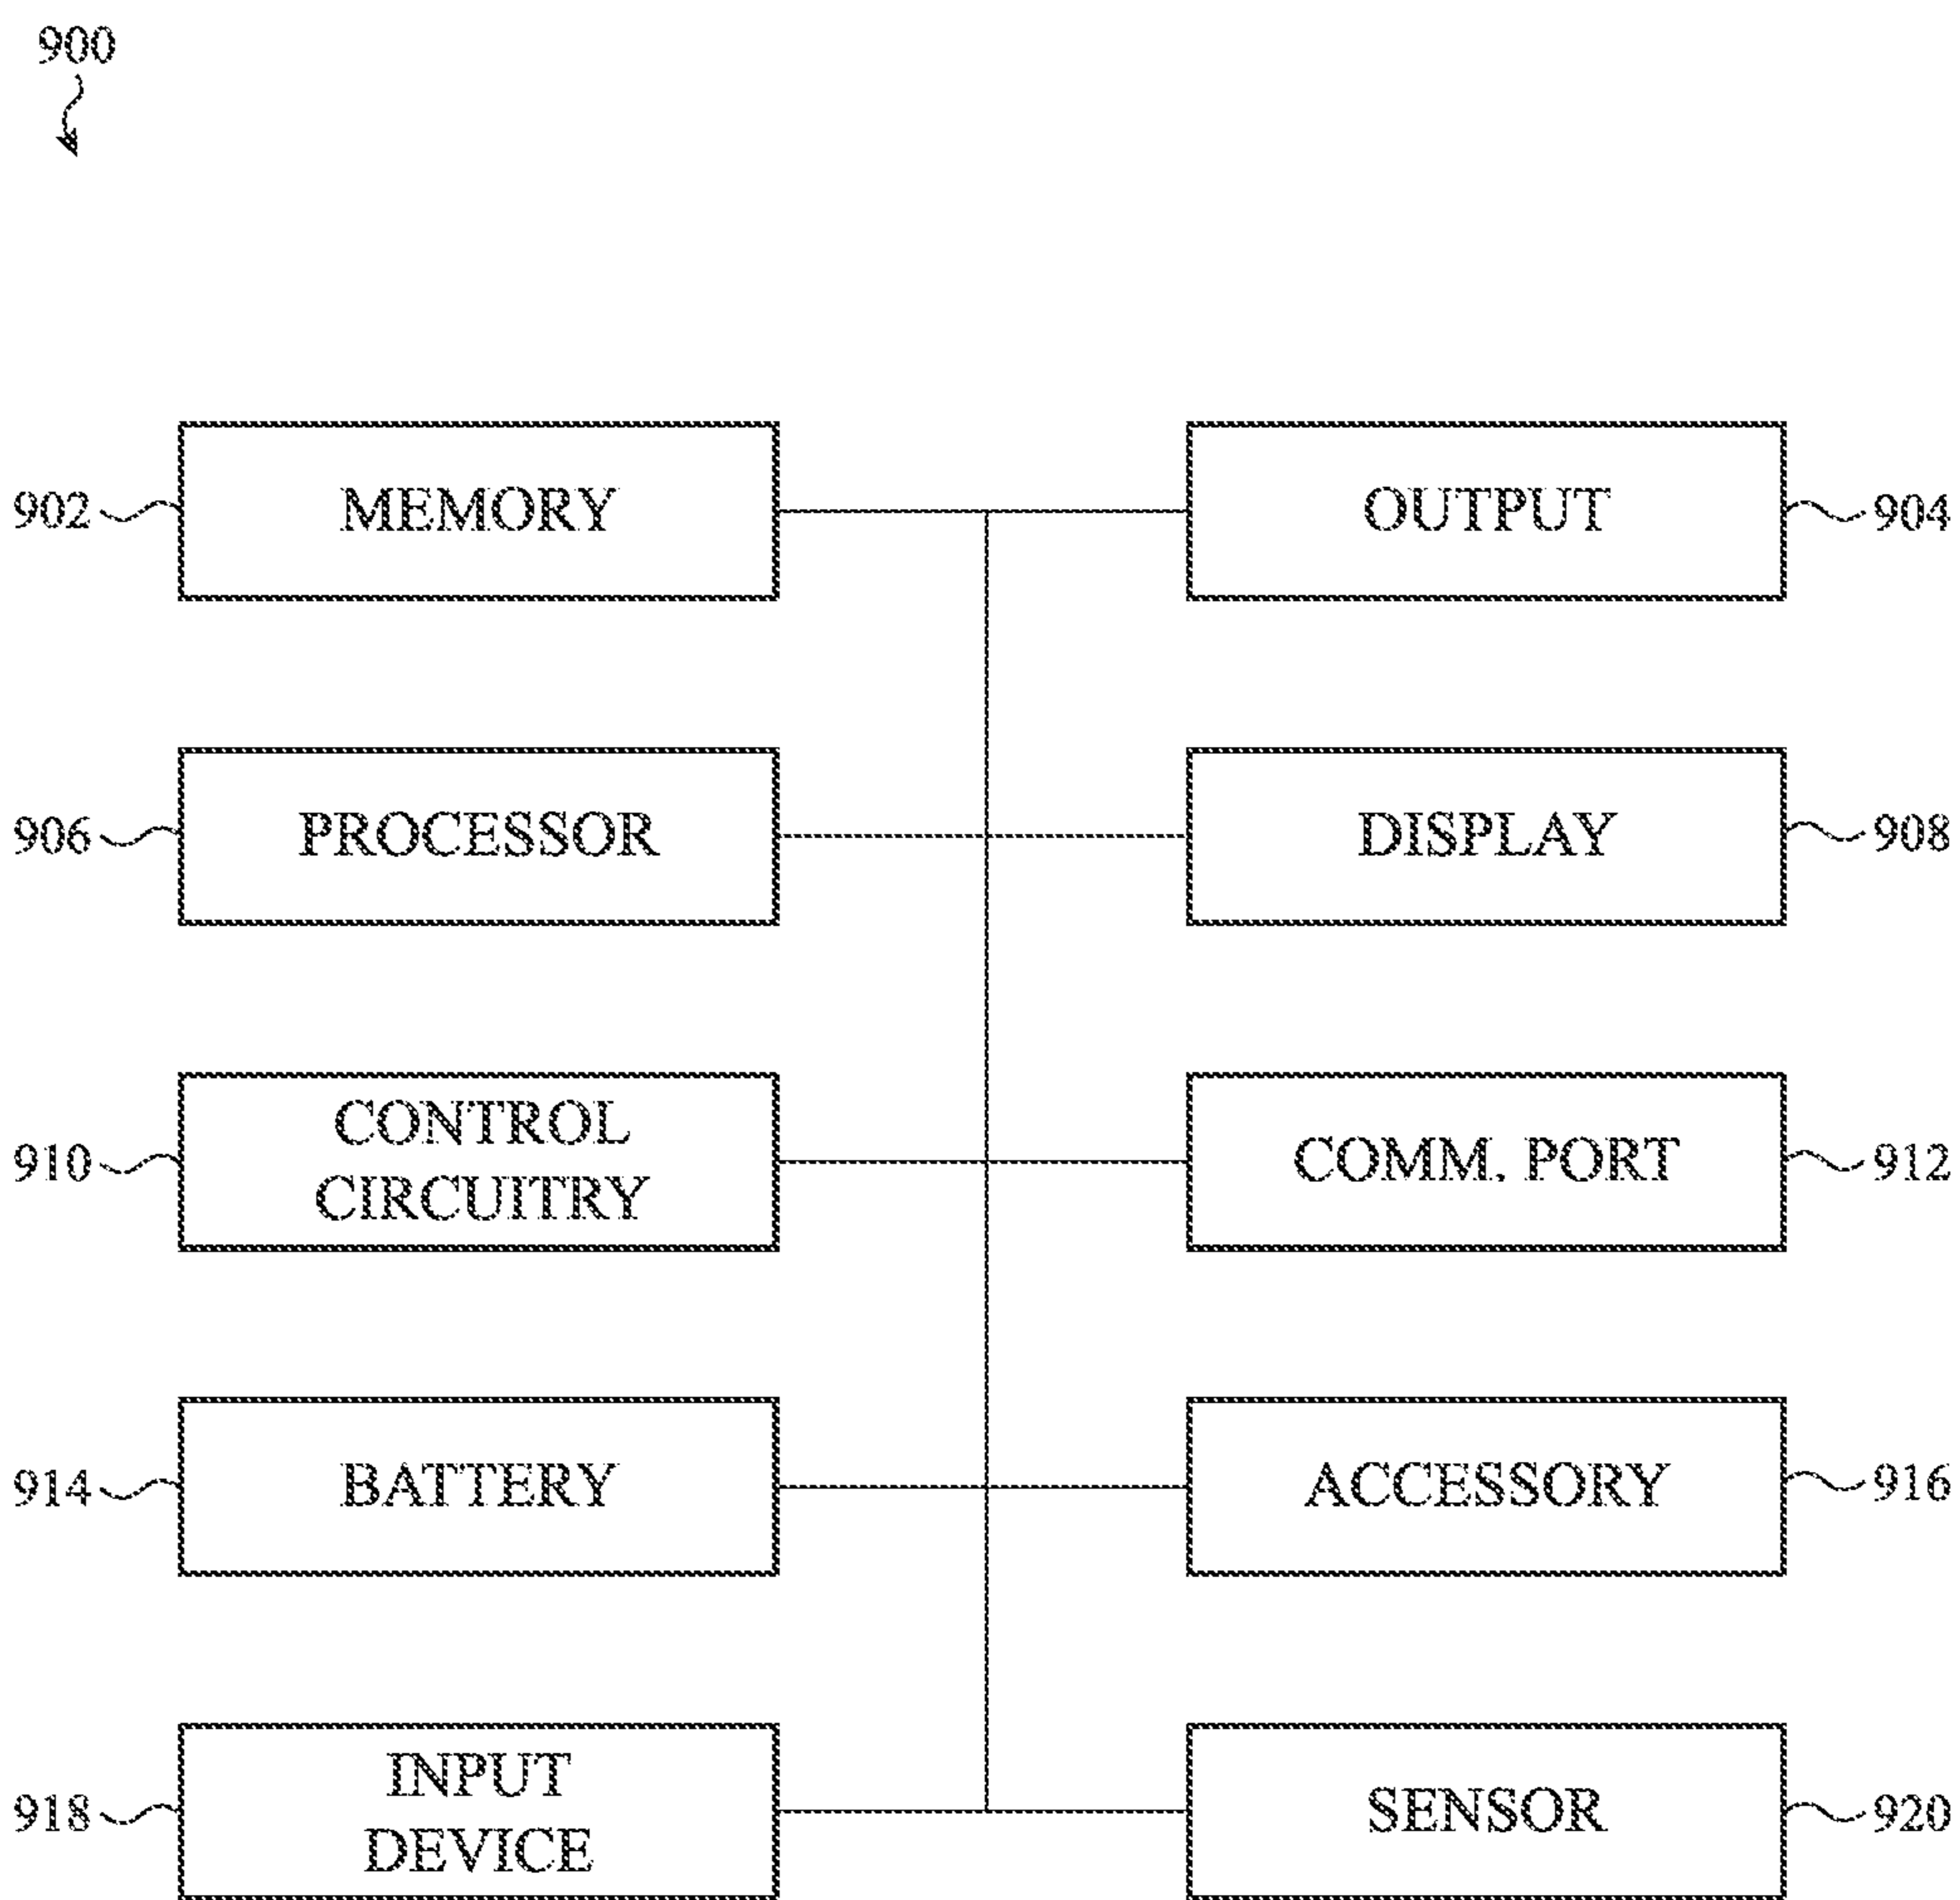 900
902 MEMORY OUTPUT 904
906 PROCESSOR DISPLAY 908
910 CONTROL
CIRCUITRY COMM. PORT 912
914 BATTERY ACCESSORY 916
918 INPUT
DEVICE SENSOR 920